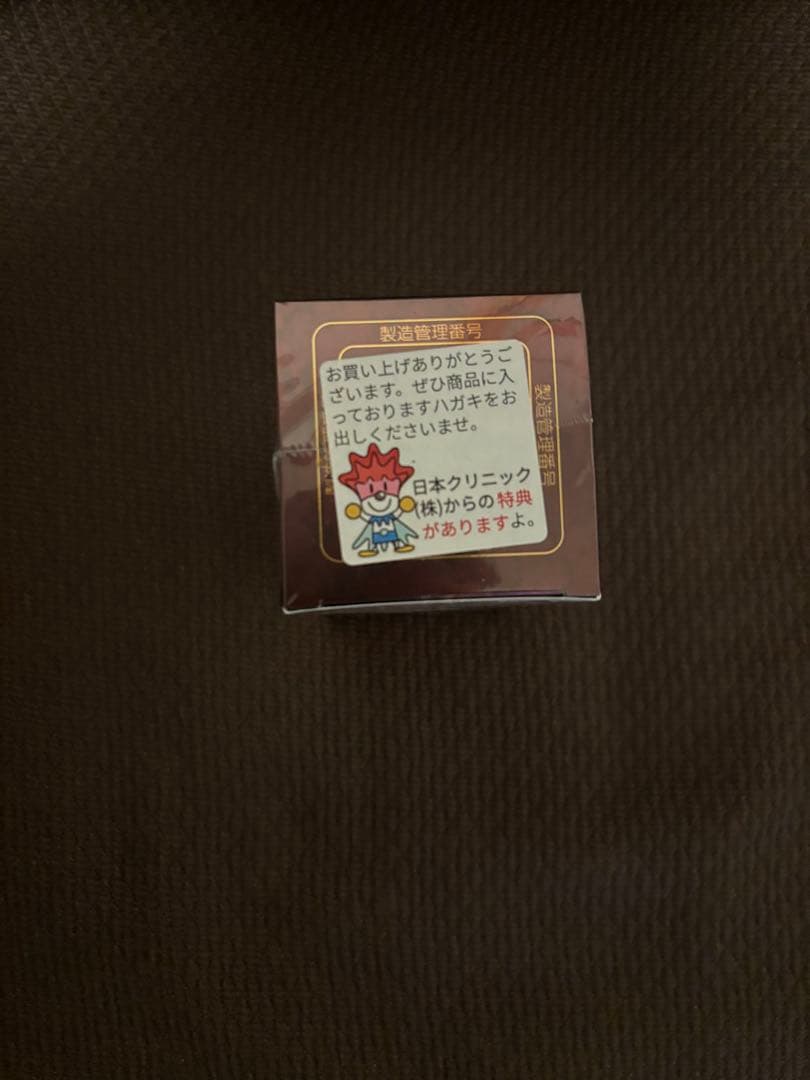 製造管理番号
お買い上げありがとうご
ざいます。ぜひ商品に入
っておりますハガキをお
出しくださいませ。
日本クリニック
(株)からの特典
がありますよ。
製造管理番号